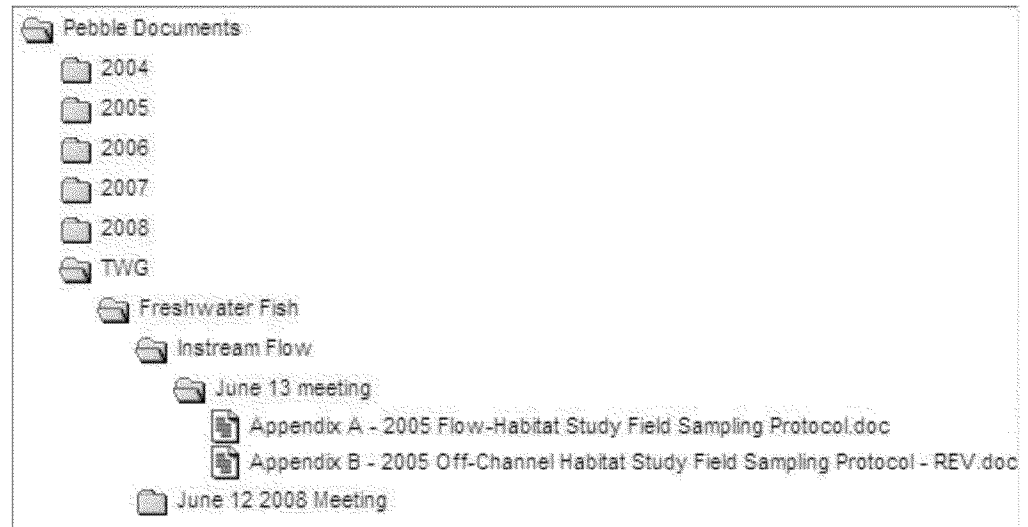 Pebble Documents
2004
2005
2006
2007
2008
TWG
Freshwater Fish
Instream Flow
June 13 meeting
Appendix A - 2005 Flow-Habitat Study Field Sampling Protocol.doc
Appendix B - 2005 Off-Channel Habitat Study Field Sampling Protocol - REV.doc
June 12 2008 Meeting